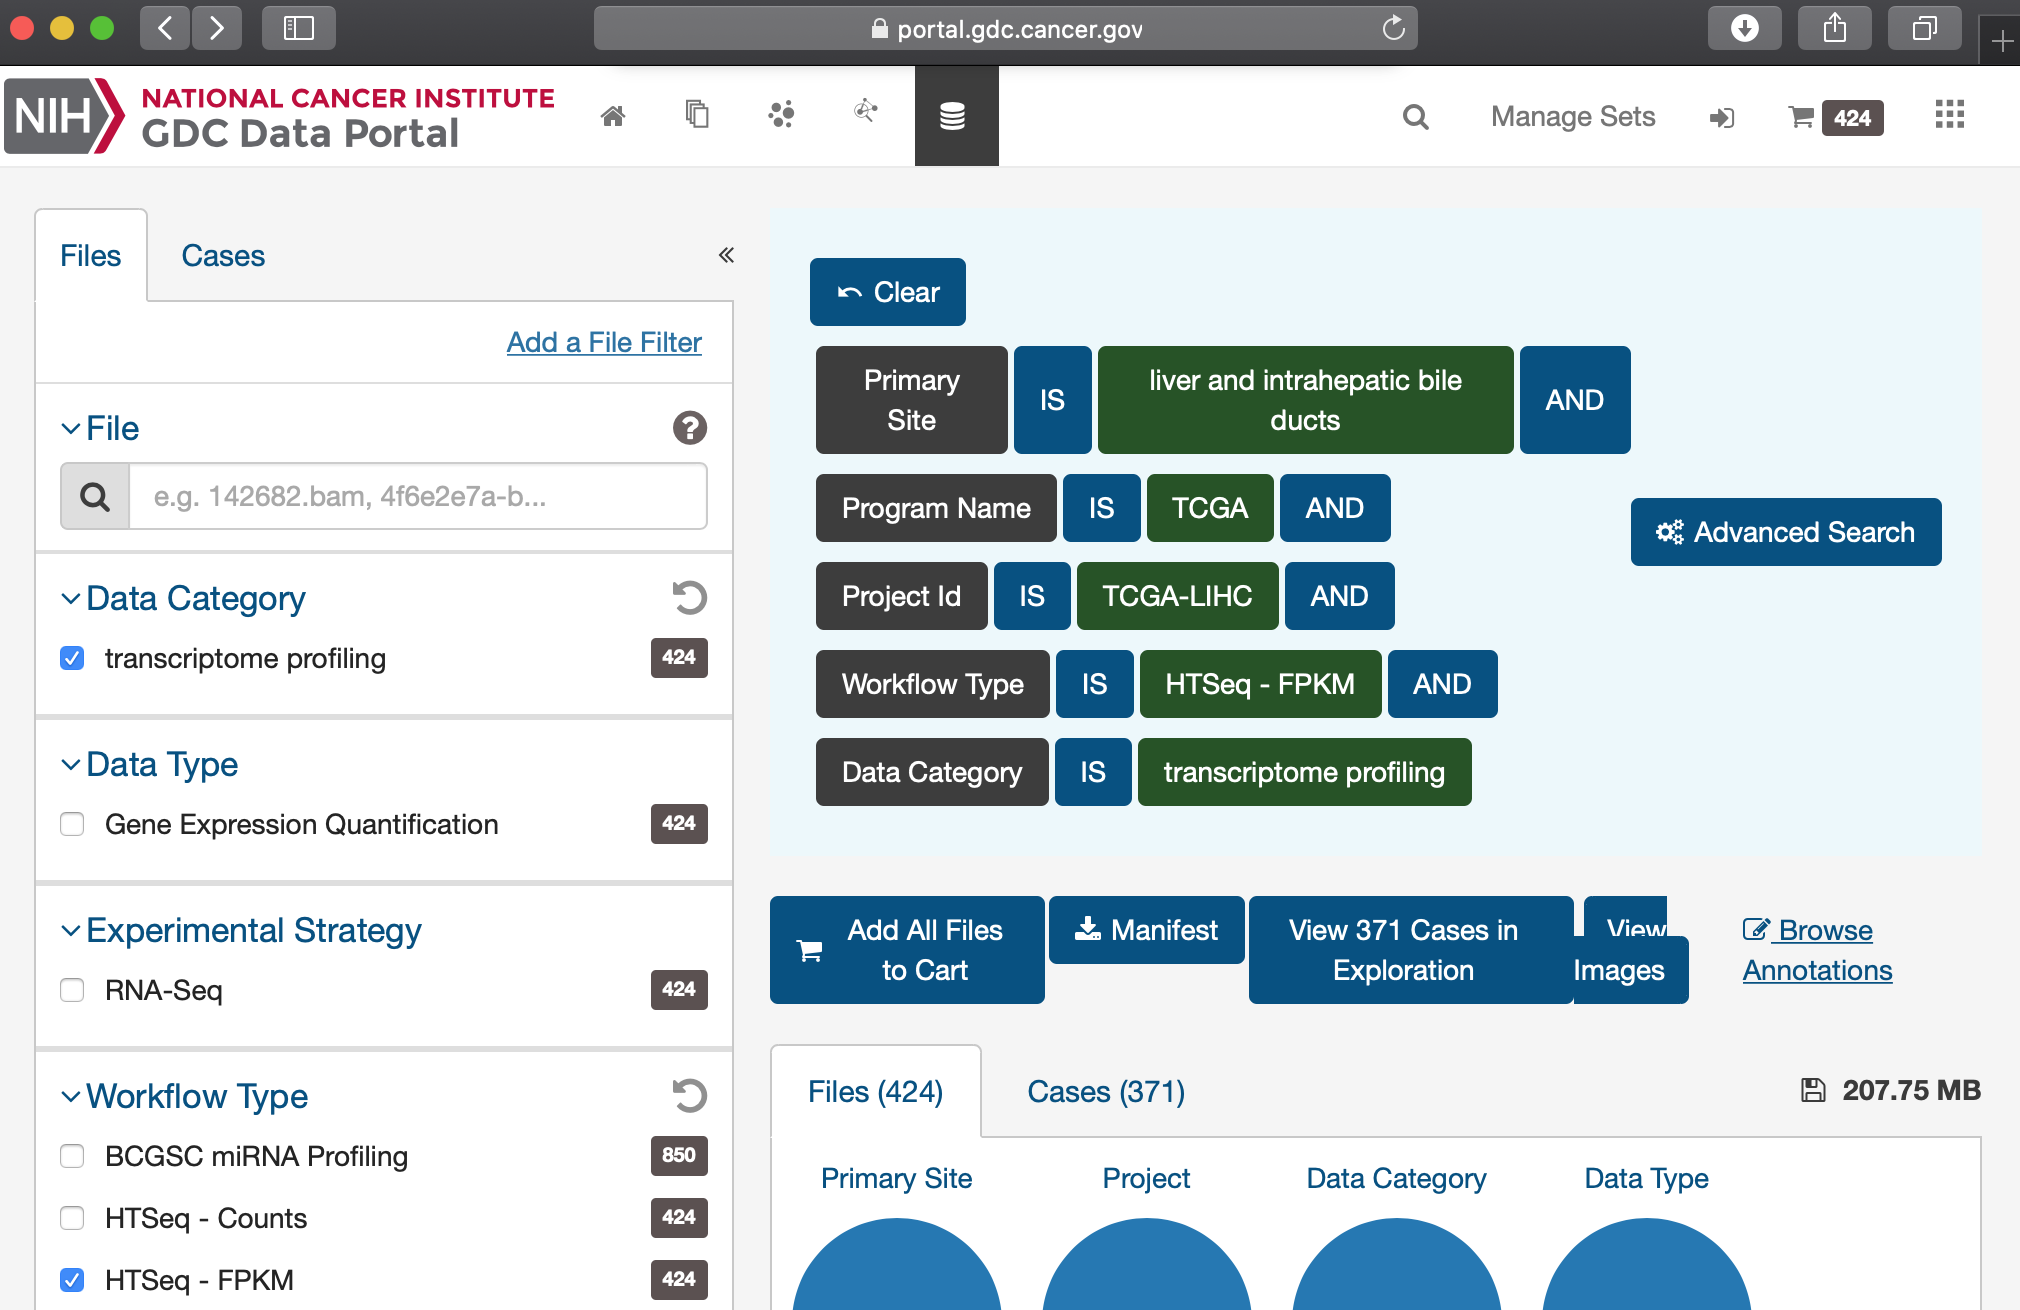 portal.gdc.cancer.gov
NIH
NATIONAL CANCER INSTITUTE
GDC Data Portal
Manage Sets
424
Files
Cases
«
Add a File Filter
File
?
e.g. 142682.bam, 4f6e2e7a-b...
Data Category
transcriptome profiling 424
Data Type
Gene Expression Quantification 424
Experimental Strategy
RNA-Seq 424
Workflow Type
BCGSC miRNA Profiling 850
HTSeq - Counts 424
HTSeq - FPKM 424
Clear
Primary
Site
IS
liver and intrahepatic bile
ducts
AND
Program Name IS TCGA AND
Advanced Search
Project Id IS TCGA-LIHC AND
Workflow Type IS HTSeq - FPKM AND
Data Category IS transcriptome profiling
Add All Files
to Cart
Manifest
View 371 Cases in
Exploration
View
Images
Browse
Annotations
Files (424)
Cases (371)
207.75 MB
Primary Site
Project
Data Category
Data Type